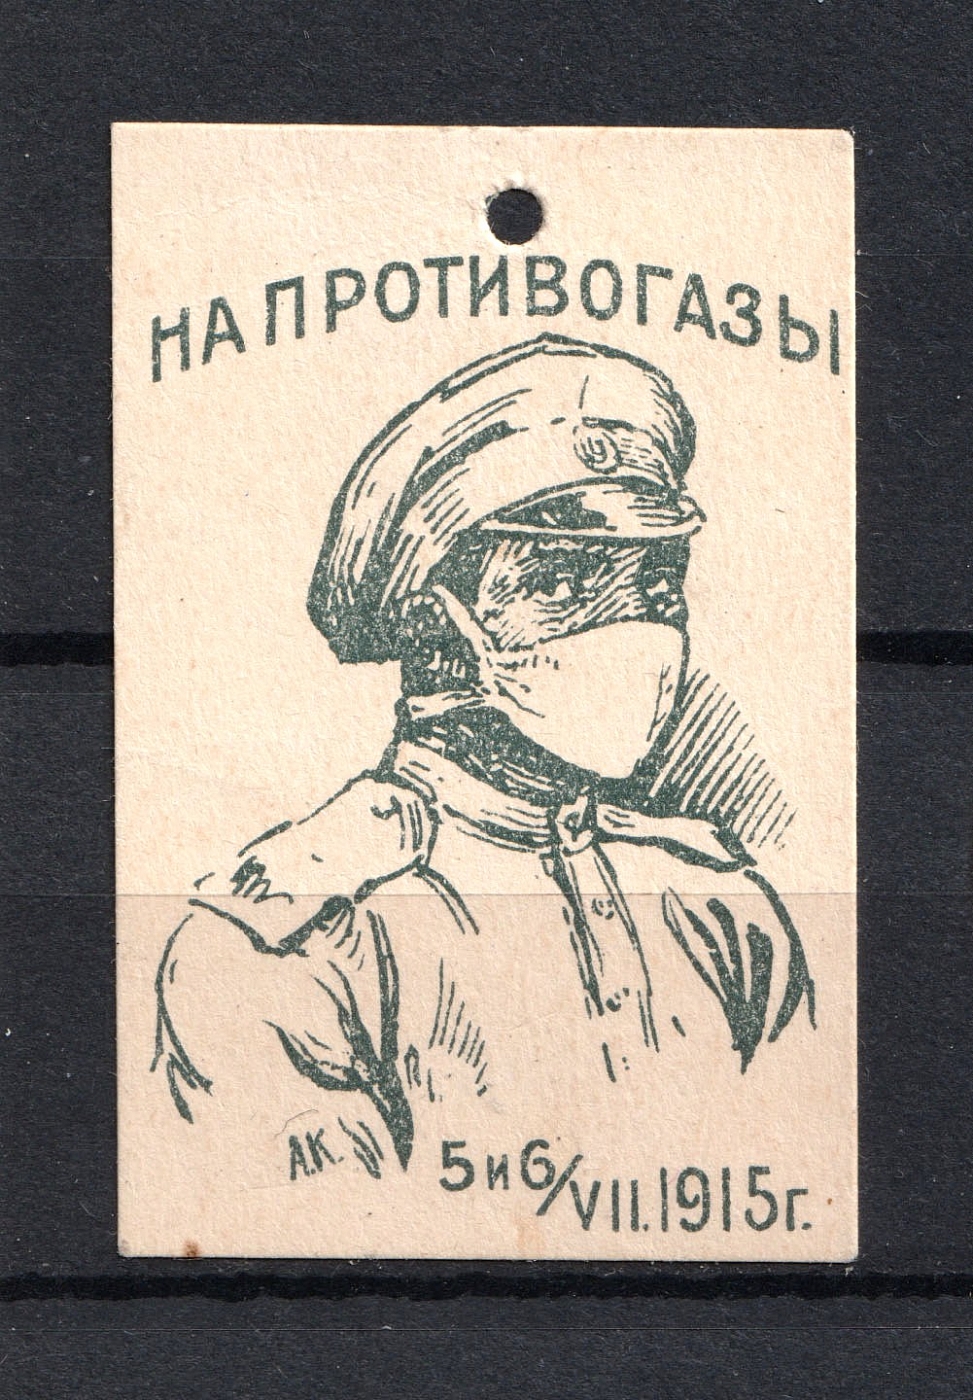 НА ПРОТИВОГАЗЫ
А.К.
5 и 6/VII.1915г.